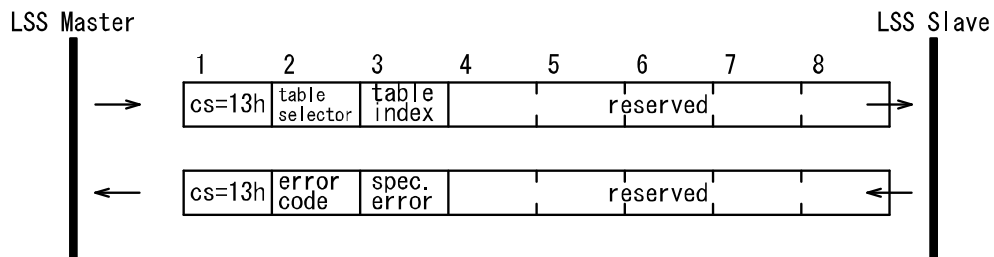 LSS Master LSS Slave
1 2 3 4 5 6 7 8
cs=13h table selector table index reserved
cs=13h error code spec. error reserved